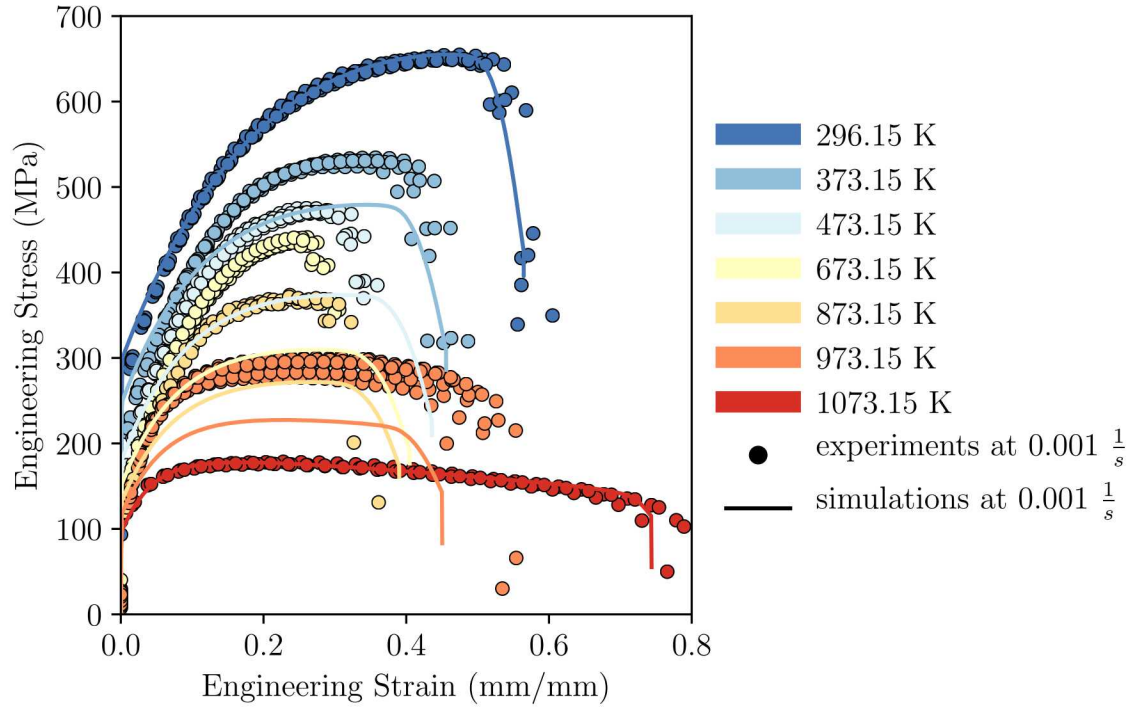 700
600
500
400
300
200
100
0
Engineering Stress (MPa)
0.0 0.2 0.4 0.6 0.8
Engineering Strain (mm/mm)
296.15 K
373.15 K
473.15 K
673.15 K
873.15 K
973.15 K
1073.15 K
experiments at 0.001 1/s
simulations at 0.001 1/s